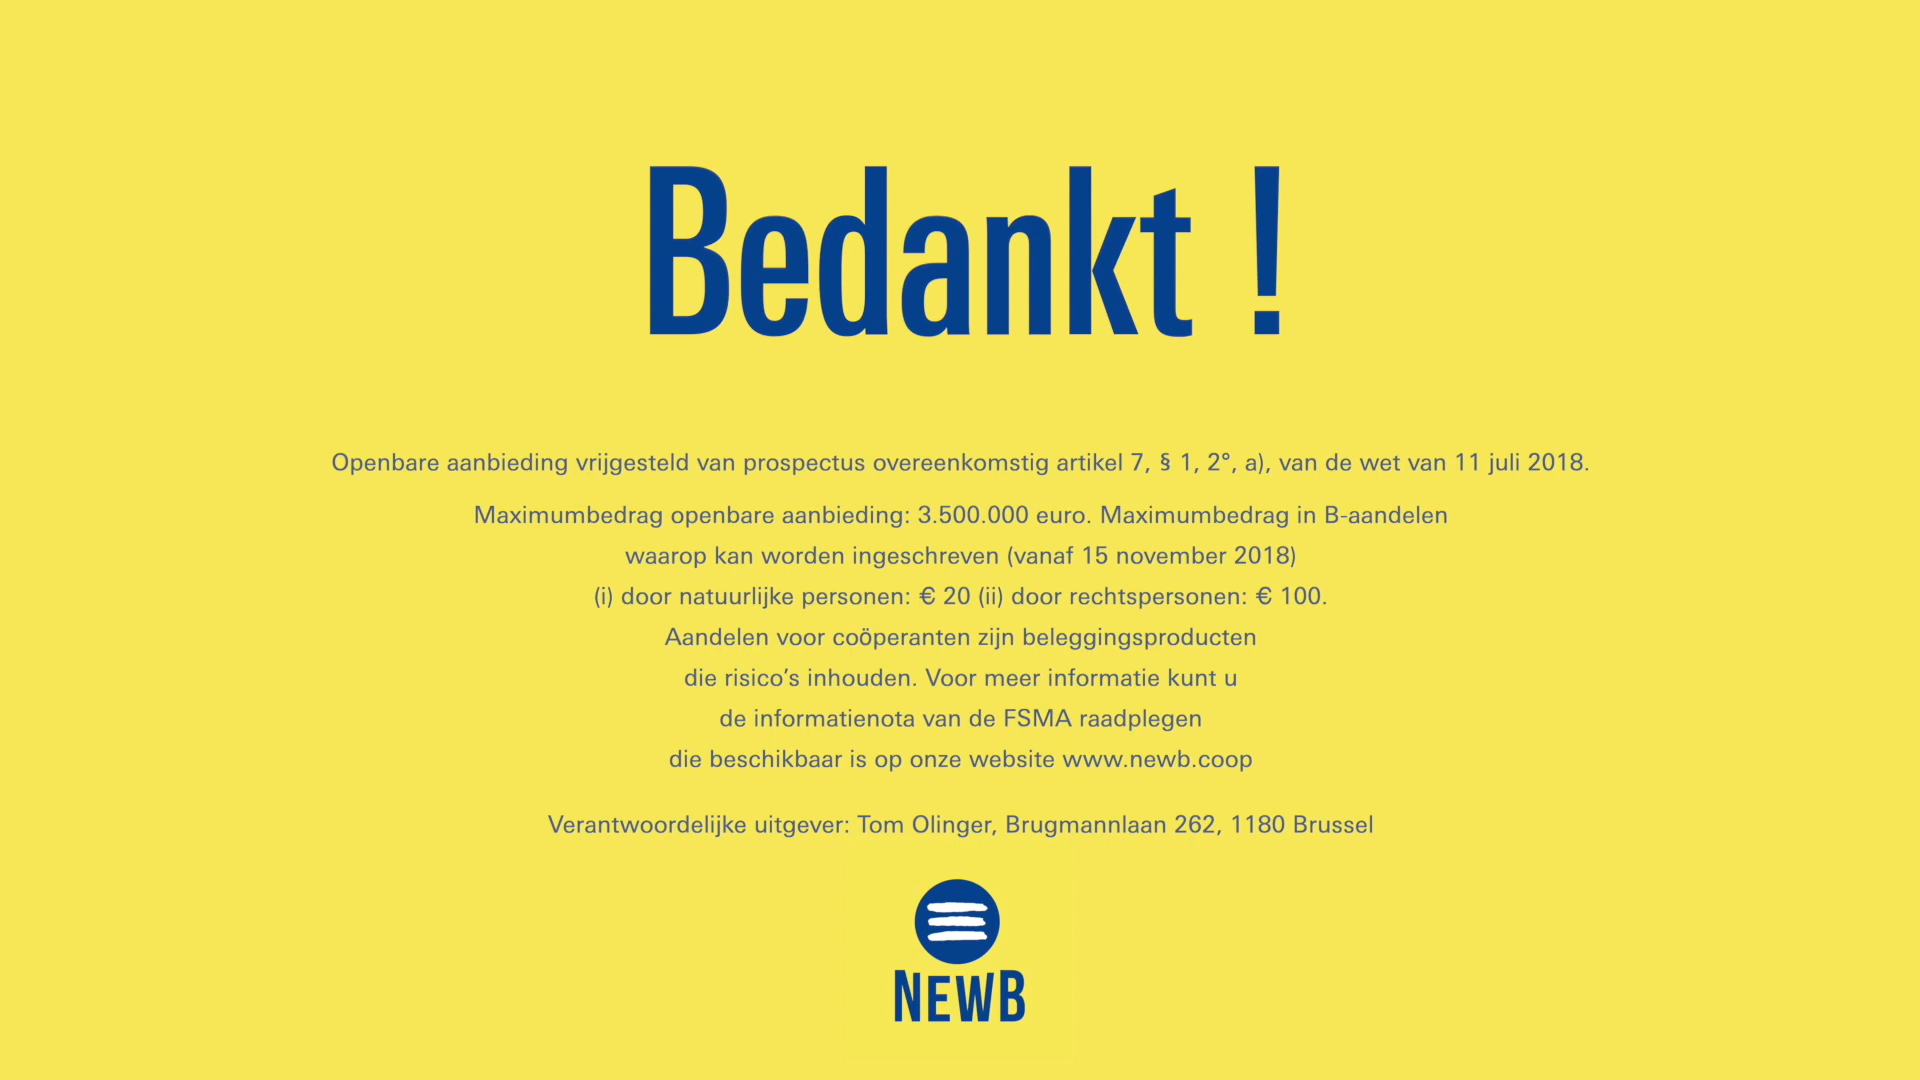 Bedankt !
Openbare aanbieding vrijgesteld van prospectus overeenkomstig artikel 7, § 1, 2°, a), van de wet van 11 juli 2018.
Maximumbedrag openbare aanbieding: 3.500.000 euro. Maximumbedrag in B-aandelen
waarop kan worden ingeschreven (vanaf 15 november 2018)
(i) door natuurlijke personen: € 20 (ii) door rechtspersonen: € 100.
Aandelen voor coöperanten zijn beleggingsproducten
die risico’s inhouden. Voor meer informatie kunt u
de informatienota van de FSMA raadplegen
die beschikbaar is op onze website www.newb.coop
Verantwoordelijke uitgever: Tom Olinger, Brugmannlaan 262, 1180 Brussel
NEWB